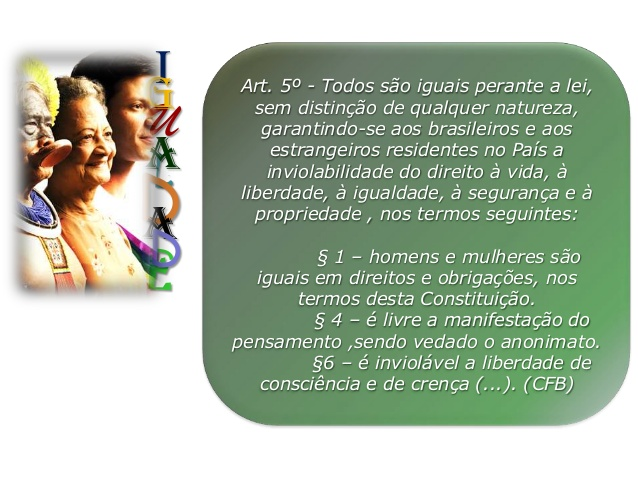 IGUALDADE
Art. 5º - Todos são iguais perante a lei,
sem distinção de qualquer natureza,
garantindo-se aos brasileiros e aos
estrangeiros residentes no País a
inviolabilidade do direito à vida, à
liberdade, à igualdade, à segurança e à
propriedade , nos termos seguintes:
§ 1 – homens e mulheres são
iguais em direitos e obrigações, nos
termos desta Constituição.
§ 4 – é livre a manifestação do
pensamento ,sendo vedado o anonimato.
§6 – é inviolável a liberdade de
consciência e de crença (...). (CFB)